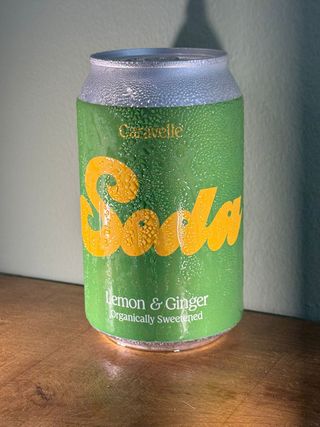 Caravelle
Soda
Lemon & Ginger
Organically Sweetened